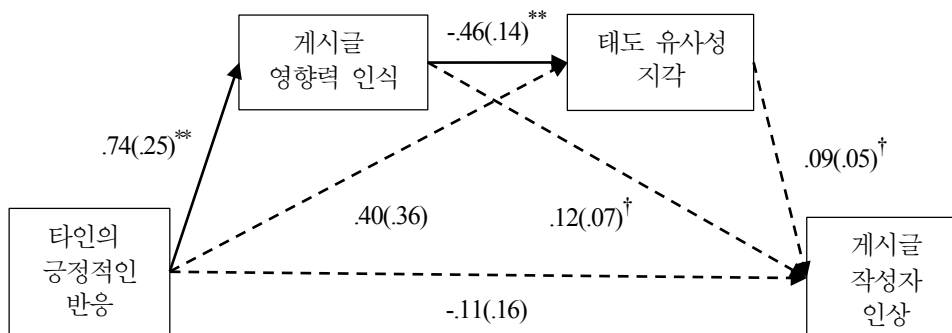 게시글
영향력 인식
-.46(.14)**
태도 유사성
지각
.74(.25)**
.09(.05)†
.40(.36)
.12(.07)†
타인의
긍정적인
반응
게시글
작성자
인상
-.11(.16)